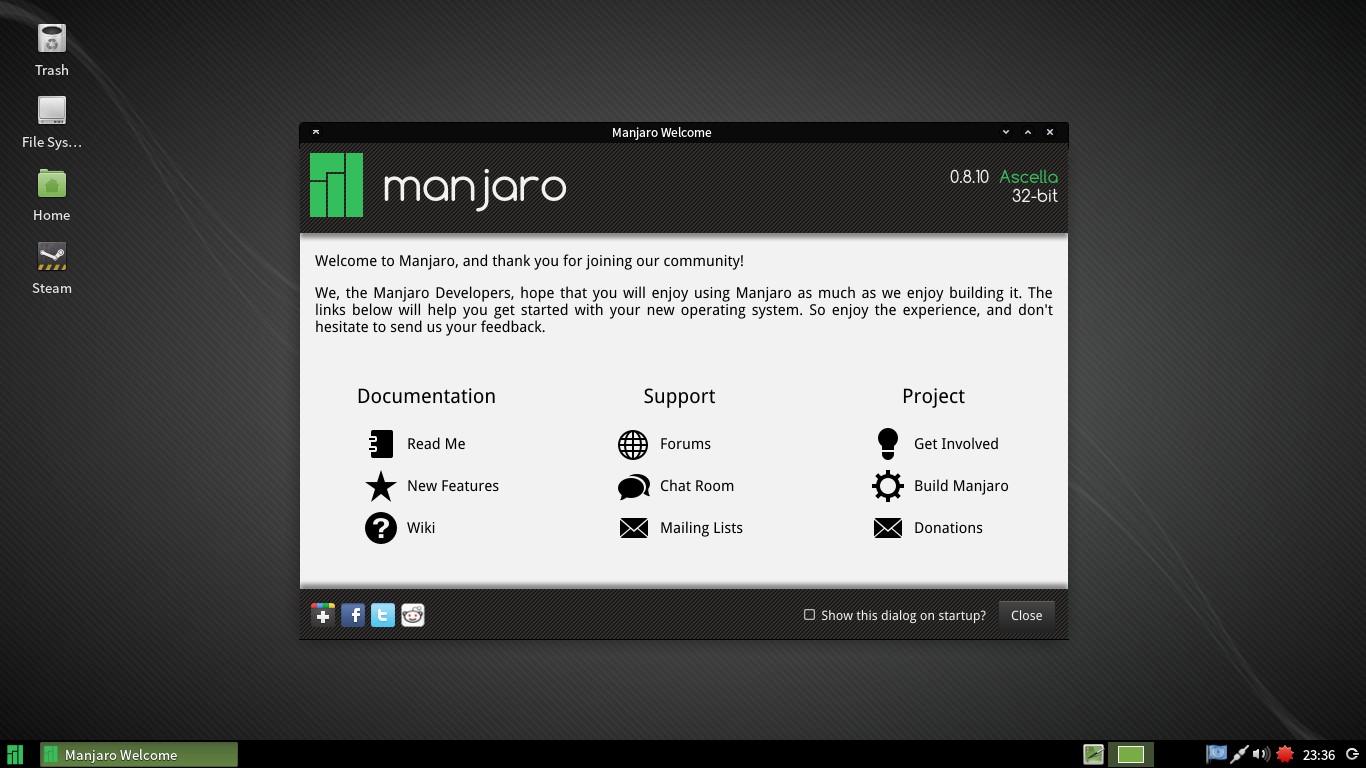 Trash
File Sys...
Home
Steam
Manjaro Welcome
manjaro
0.8.10 Ascella
32-bit
Welcome to Manjaro, and thank you for joining our community!
We, the Manjaro Developers, hope that you will enjoy using Manjaro as much as we enjoy building it. The
links below will help you get started with your new operating system. So enjoy the experience, and don't
hesitate to send us your feedback.
Documentation
Read Me
New Features
Wiki
Support
Forums
Chat Room
Mailing Lists
Project
Get Involved
Build Manjaro
Donations
Show this dialog on startup?
Close
Manjaro Welcome
23:36